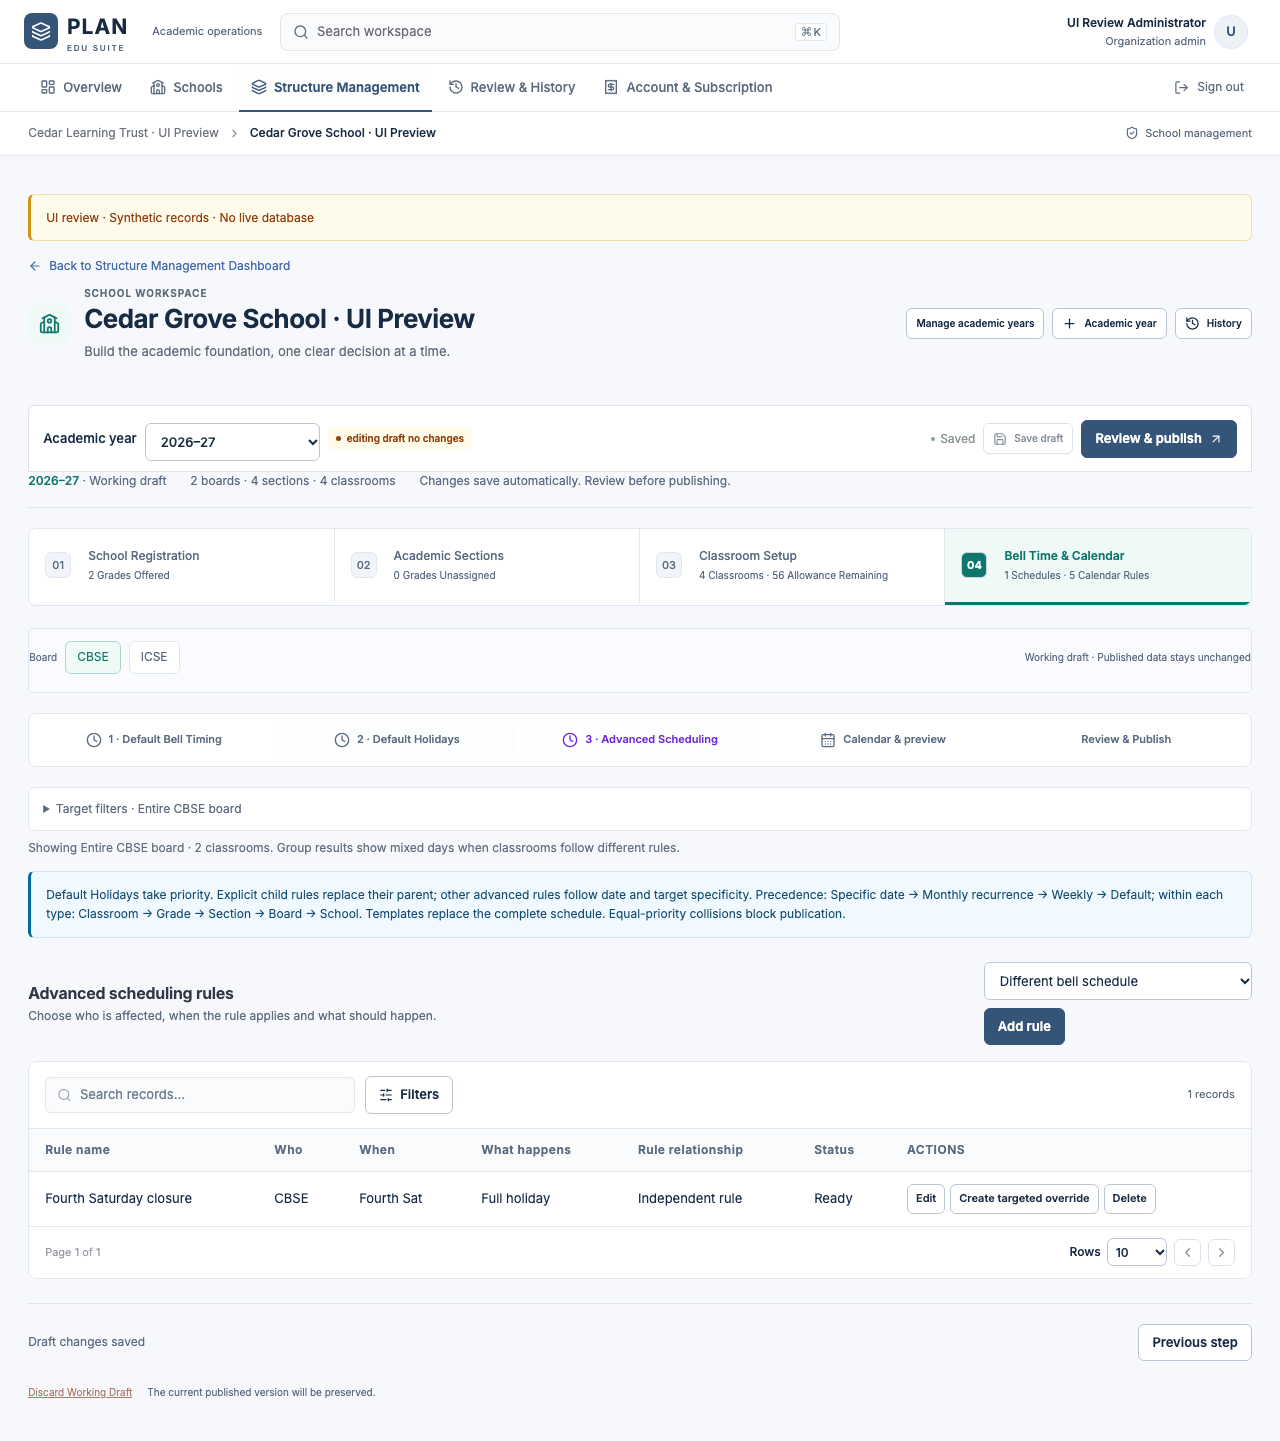 PLAN
EDU SUITE
Academic operations
Search workspace
⌘K
UI Review Administrator
Organization admin
U
Overview
Schools
Structure Management
Review & History
Account & Subscription
Sign out
Cedar Learning Trust · UI Preview
Cedar Grove School · UI Preview
School management
UI review · Synthetic records · No live database
Back to Structure Management Dashboard
SCHOOL WORKSPACE
Cedar Grove School · UI Preview
Build the academic foundation, one clear decision at a time.
Manage academic years
Academic year
History
Academic year
2026–27
editing draft no changes
Saved
Save draft
Review & publish
2026–27 · Working draft
2 boards · 4 sections · 4 classrooms
Changes save automatically. Review before publishing.
01
School Registration
2 Grades Offered
02
Academic Sections
0 Grades Unassigned
03
Classroom Setup
4 Classrooms · 56 Allowance Remaining
04
Bell Time & Calendar
1 Schedules · 5 Calendar Rules
Board
CBSE
ICSE
Working draft · Published data stays unchanged
1 · Default Bell Timing
2 · Default Holidays
3 · Advanced Scheduling
Calendar & preview
Review & Publish
Target filters · Entire CBSE board
Showing Entire CBSE board · 2 classrooms. Group results show mixed days when classrooms follow different rules.
Default Holidays take priority. Explicit child rules replace their parent; other advanced rules follow date and target specificity. Precedence: Specific date → Monthly recurrence → Weekly → Default; within each
type: Classroom → Grade → Section → Board → School. Templates replace the complete schedule. Equal-priority collisions block publication.
Advanced scheduling rules
Choose who is affected, when the rule applies and what should happen.
Different bell schedule
Add rule
Search records...
Filters
1 records
Rule name
Who
When
What happens
Rule relationship
Status
ACTIONS
Fourth Saturday closure
CBSE
Fourth Sat
Full holiday
Independent rule
Ready
Edit
Create targeted override
Delete
Page 1 of 1
Rows
10
Draft changes saved
Previous step
Discard Working Draft
The current published version will be preserved.